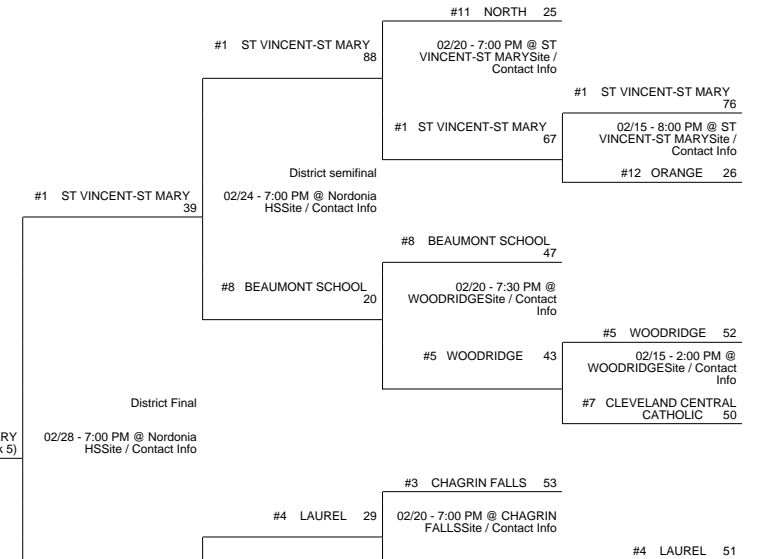 #11 NORTH 25
#1 ST VINCENT-ST MARY
88
02/20 - 7:00 PM @ ST
VINCENT-ST MARYSite /
Contact Info
#1 ST VINCENT-ST MARY
76
#1 ST VINCENT-ST MARY
67
02/15 - 8:00 PM @ ST
VINCENT-ST MARYSite /
Contact Info
District semifinal
#12 ORANGE 26
#1 ST VINCENT-ST MARY
39
02/24 - 7:00 PM @ Nordonia
HSSite / Contact Info
#8 BEAUMONT SCHOOL
47
#8 BEAUMONT SCHOOL
20
02/20 - 7:30 PM @
WOODRIDGESite / Contact
Info
#5 WOODRIDGE 52
#5 WOODRIDGE 43
02/15 - 2:00 PM @
WOODRIDGESite / Contact
Info
District Final
#7 CLEVELAND CENTRAL
CATHOLIC 50
RY
k 5)
02/28 - 7:00 PM @ Nordonia
HSSite / Contact Info
#3 CHAGRIN FALLS 53
#4 LAUREL 29
02/20 - 7:00 PM @ CHAGRIN
FALLSSite / Contact Info
#4 LAUREL 51